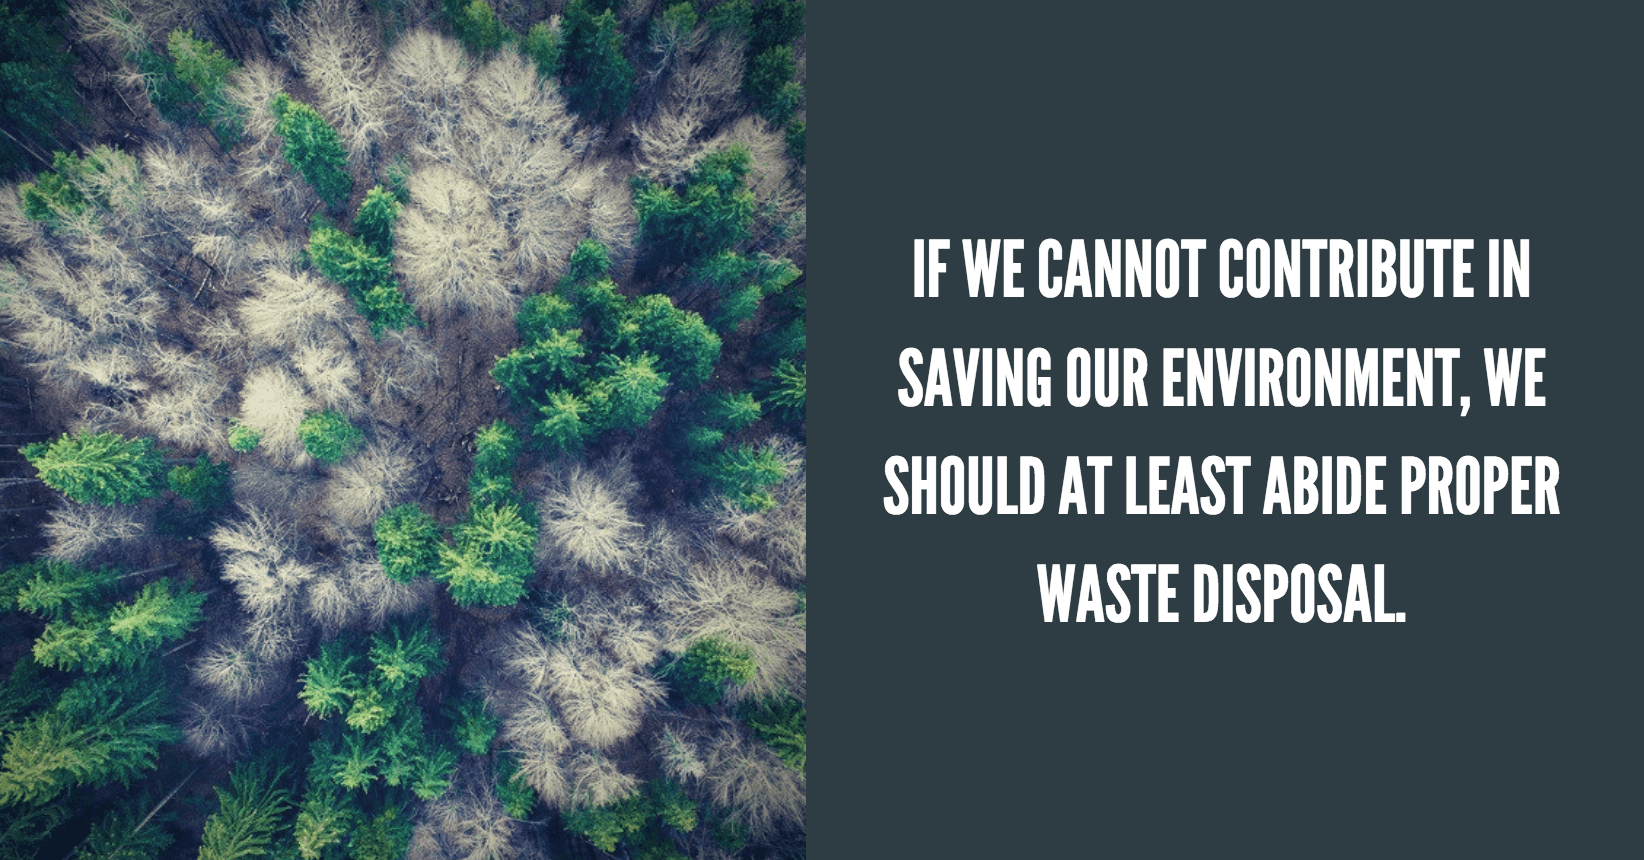 IF WE CANNOT CONTRIBUTE IN
SAVING OUR ENVIRONMENT, WE
SHOULD AT LEAST ABIDE PROPER
WASTE DISPOSAL.